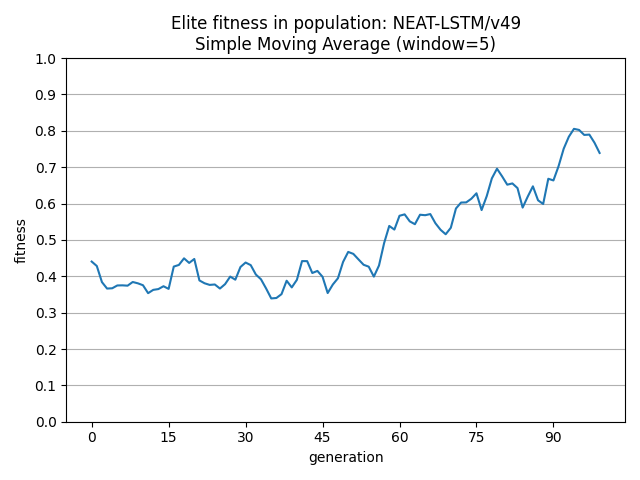 Elite fitness in population: NEAT-LSTM/v49
Simple Moving Average (window=5)
1.0
0.9
0.8
0.7
0.6
0.5
0.4
0.3
0.2
0.1
0.0
fitness
0 15 30 45 60 75 90
generation